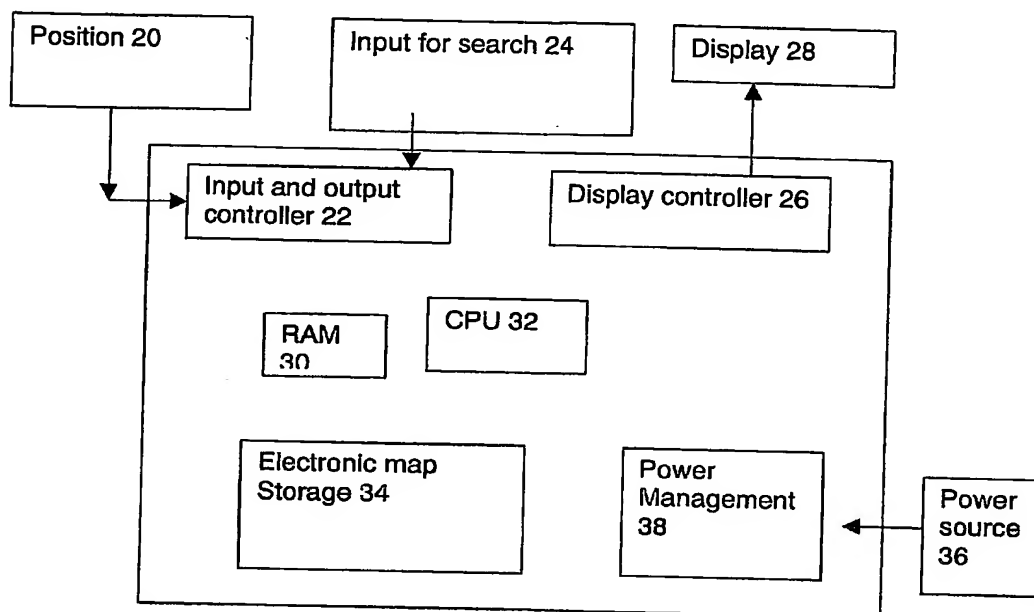 Position 20
Input for search 24
Display 28
Input and output
controller 22
Display controller 26
RAM
30
CPU 32
Electronic map
Storage 34
Power
Management
38
Power
source
36